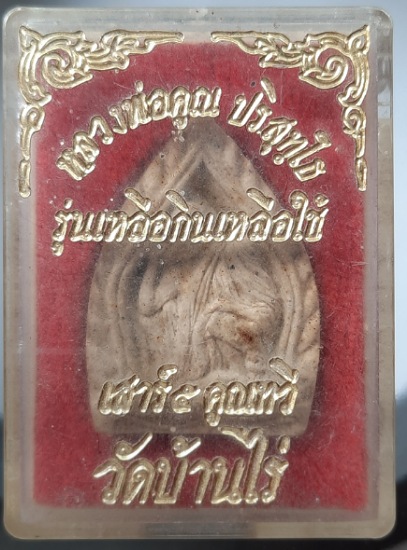 หลวงพ่อคูณ ปริสุทฺโธ
รุ่นเหลือกินเหลือใช้
เสาร์๕ คูณทวี
วัดบ้านไร่